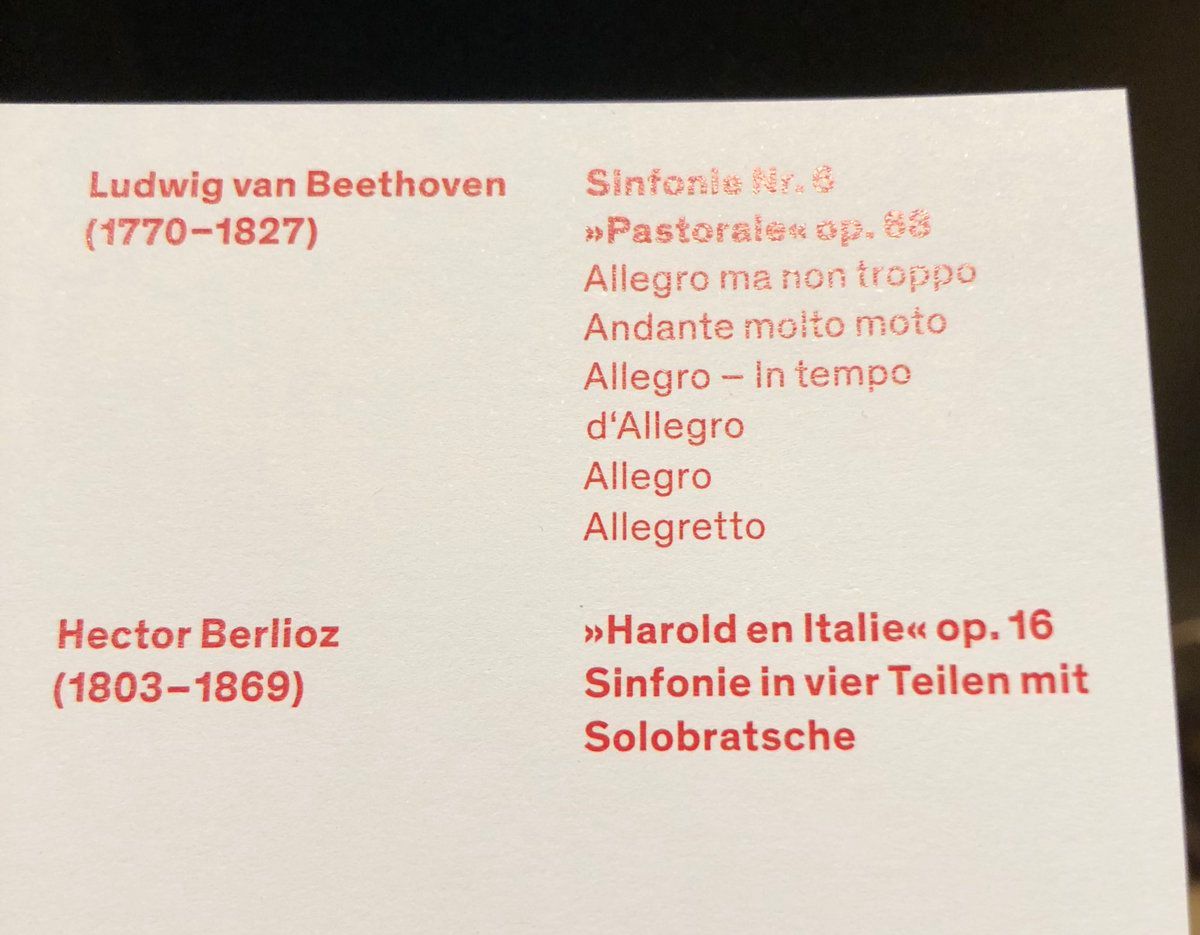 Ludwig van Beethoven
(1770–1827)
Sinfonie Nr. 6
»Pastorale« op. 68
Allegro ma non troppo
Andante molto moto
Allegro – In tempo
d‘Allegro
Allegro
Allegretto
Hector Berlioz
(1803–1869)
»Harold en Italie« op. 16
Sinfonie in vier Teilen mit
Solobratsche